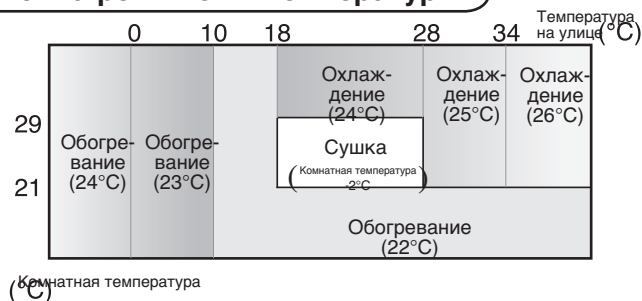 Температура
на улице (°C)
0 10 18 28 34
Охлаж-
дение
(24°C)
Охлаж-
дение
(25°C)
Охлаж-
дение
(26°C)
29
Обогре-
вание
(24°C)
Обогре-
вание
(23°C)
Сушка
(Комнатная температура
-2°C)
21
Обогревание
(22°C)
Комнатная температура
(°C)